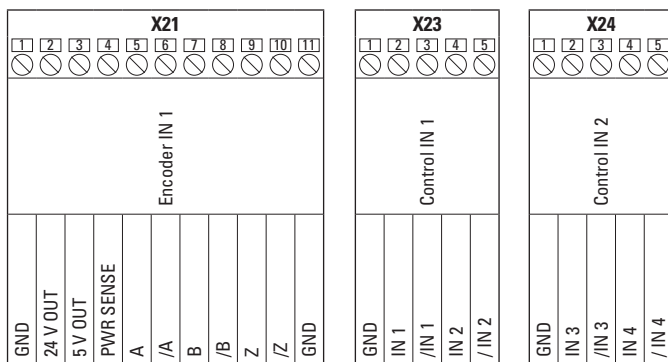 X21
1 2 3 4 5 6 7 8 9 10 11
Encoder IN 1
GND
24 V OUT
5 V OUT
PWR SENSE
A
/A
B
/B
Z
/Z
GND
X23
1 2 3 4 5
Control IN 1
GND
IN 1
/IN 1
IN 2
/ IN 2
X24
1 2 3 4 5
Control IN 2
GND
IN 3
/ IN 3
IN 4
/ IN 4